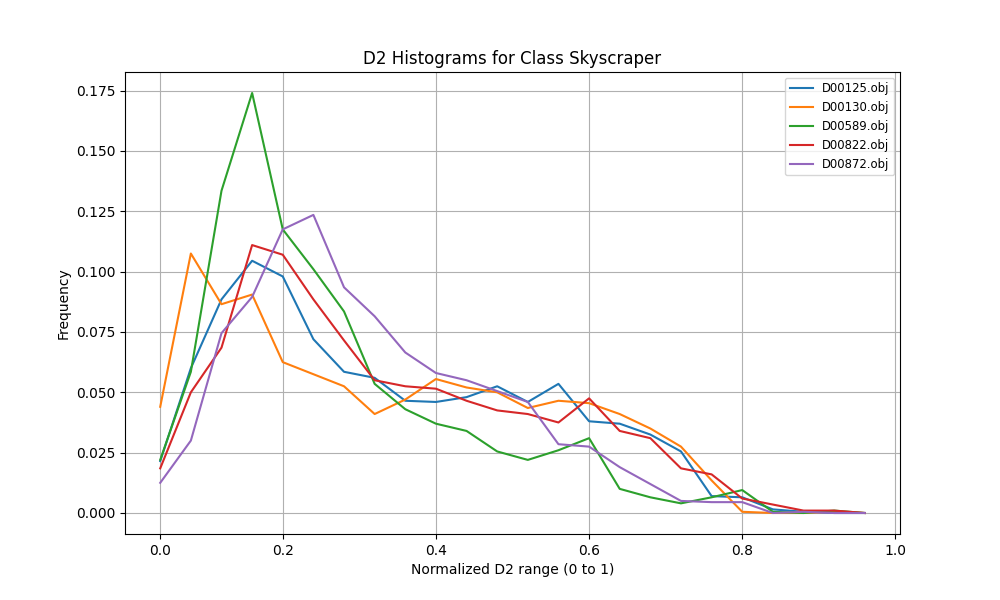 D2 Histograms for Class Skyscraper
D00125.obj
D00130.obj
D00589.obj
D00822.obj
D00872.obj
0.175
0.150
0.125
0.100
0.075
0.050
0.025
0.000
Frequency
0.0 0.2 0.4 0.6 0.8 1.0
Normalized D2 range (0 to 1)